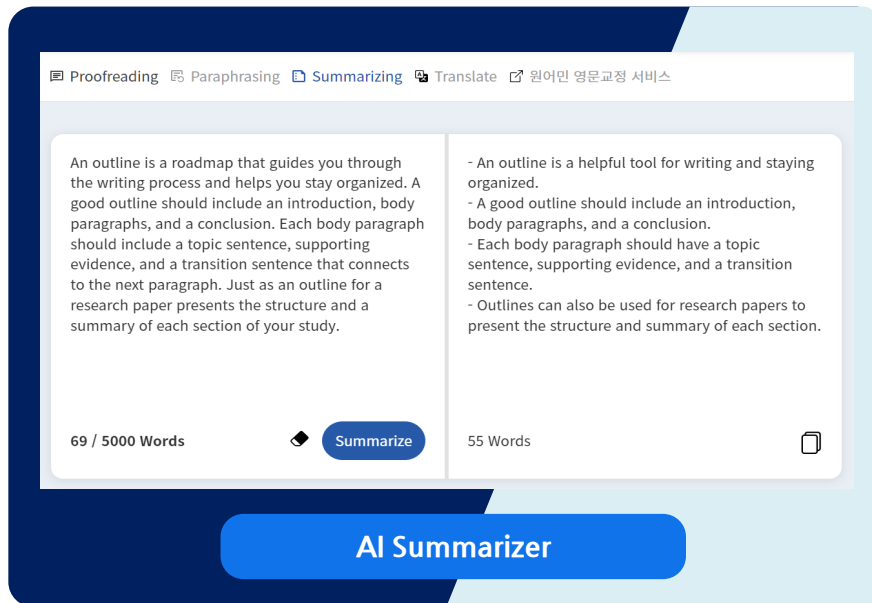 Proofreading Paraphrasing Summarizing Translate 원어민 영문교정 서비스
An outline is a roadmap that guides you through
the writing process and helps you stay organized. A
good outline should include an introduction, body
paragraphs, and a conclusion. Each body paragraph
should include a topic sentence, supporting
evidence, and a transition sentence that connects
to the next paragraph. Just as an outline for a
research paper presents the structure and a
summary of each section of your study.
69 / 5000 Words
Summarize
- An outline is a helpful tool for writing and staying
organized.
- A good outline should include an introduction,
body paragraphs, and a conclusion.
- Each body paragraph should have a topic
sentence, supporting evidence, and a transition
sentence.
- Outlines can also be used for research papers to
present the structure and summary of each section.
55 Words
AI Summarizer